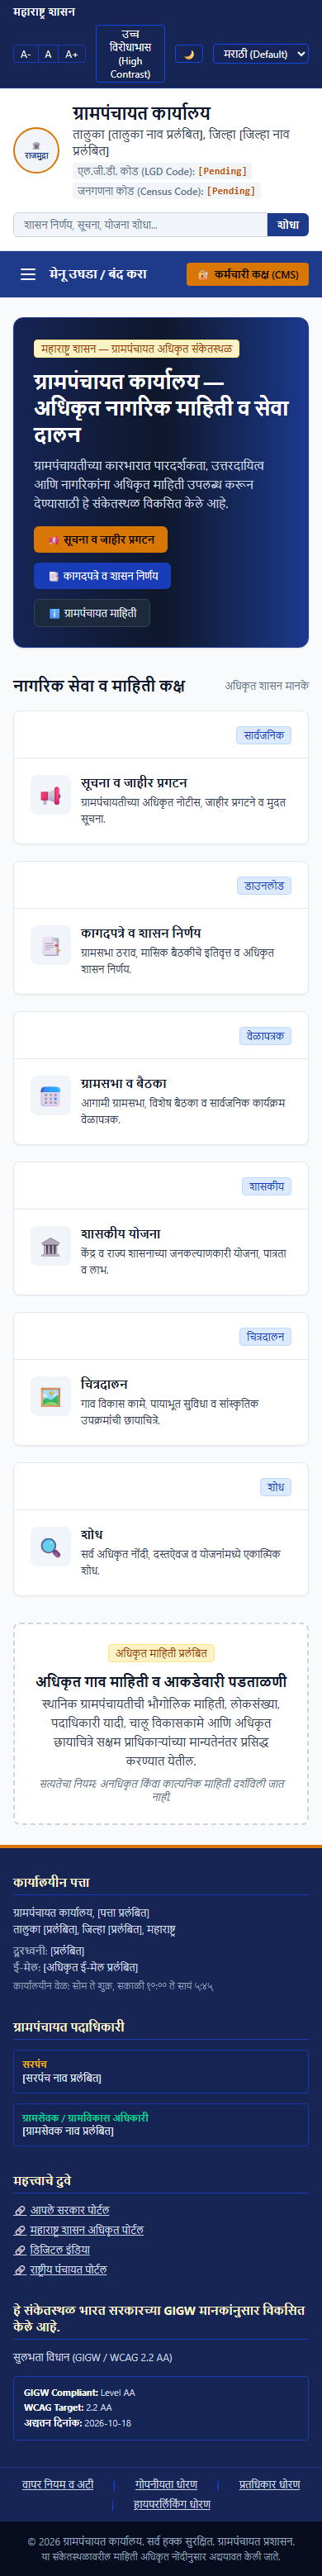 महाराष्ट्र शासन
A-
A
A+
उच्च
विरोधाभास
(High
Contrast)
मराठी (Default)
राजमुद्रा
ग्रामपंचायत कार्यालय
तालुका [तालुका नाव प्रलंबित], जिल्हा [जिल्हा नाव
प्रलंबित]
एल.जी.डी. कोड (LGD Code): [Pending]
जनगणना कोड (Census Code): [Pending]
शासन निर्णय, सूचना, योजना शोधा...
शोधा
मेनू उघडा / बंद करा
कर्मचारी कक्ष (CMS)
महाराष्ट्र शासन — ग्रामपंचायत अधिकृत संकेतस्थळ
ग्रामपंचायत कार्यालय —
अधिकृत नागरिक माहिती व सेवा
दालन
ग्रामपंचायतीच्या कारभारात पारदर्शकता, उत्तरदायित्व
आणि नागरिकांना अधिकृत माहिती उपलब्ध करून
देण्यासाठी हे संकेतस्थळ विकसित केले आहे.
सूचना व जाहीर प्रगटन
कागदपत्रे व शासन निर्णय
ग्रामपंचायत माहिती
नागरिक सेवा व माहिती कक्ष
अधिकृत शासन मानके
सार्वजनिक
सूचना व जाहीर प्रगटन
ग्रामपंचायतीच्या अधिकृत नोटीस, जाहीर प्रगटने व मुदत
सूचना.
डाउनलोड
कागदपत्रे व शासन निर्णय
ग्रामसभा ठराव, मासिक बैठकीचे इतिवृत्त व अधिकृत
शासन निर्णय.
वेळापत्रक
ग्रामसभा व बैठका
आगामी ग्रामसभा, विशेष बैठका व सार्वजनिक कार्यक्रम
वेळापत्रक.
शासकीय
शासकीय योजना
केंद्र व राज्य शासनाच्या जनकल्याणकारी योजना, पात्रता
व लाभ.
चित्रदालन
चित्रदालन
गाव विकास कामे, पायाभूत सुविधा व सांस्कृतिक
उपक्रमांची छायाचित्रे.
शोध
शोध
सर्व अधिकृत नोंदी, दस्तऐवज व योजनांमध्ये एकात्मिक
शोध.
अधिकृत माहिती प्रलंबित
अधिकृत गाव माहिती व आकडेवारी पडताळणी
स्थानिक ग्रामपंचायतीची भौगोलिक माहिती, लोकसंख्या,
पदाधिकारी यादी, चालू विकासकामे आणि अधिकृत
छायाचित्रे सक्षम प्राधिकाऱ्यांच्या मान्यतेनंतर प्रसिद्ध
करण्यात येतील.
सत्यतेचा नियम: अनधिकृत किंवा काल्पनिक माहिती दर्शविली जात
नाही.
कार्यालयीन पत्ता
ग्रामपंचायत कार्यालय, [पत्ता प्रलंबित]
तालुका [प्रलंबित], जिल्हा [प्रलंबित], महाराष्ट्र
दूरध्वनी: [प्रलंबित]
ई-मेल: [अधिकृत ई-मेल प्रलंबित]
कार्यालयीन वेळ: सोम ते शुक्र, सकाळी १०:०० ते सायं ५:४५
ग्रामपंचायत पदाधिकारी
सरपंच
[सरपंच नाव प्रलंबित]
ग्रामसेवक / ग्रामविकास अधिकारी
[ग्रामसेवक नाव प्रलंबित]
महत्त्वाचे दुवे
आपले सरकार पोर्टल
महाराष्ट्र शासन अधिकृत पोर्टल
डिजिटल इंडिया
राष्ट्रीय पंचायत पोर्टल
हे संकेतस्थळ भारत सरकारच्या GIGW मानकांनुसार विकसित
केले आहे.
सुलभता विधान (GIGW / WCAG 2.2 AA)
GIGW Compliant: Level AA
WCAG Target: 2.2 AA
अद्यतन दिनांक: 2026-10-18
वापर नियम व अटी | गोपनीयता धोरण | प्रतधिकार धोरण
| हायपरलिंकिंग धोरण
© 2026 ग्रामपंचायत कार्यालय. सर्व हक्क सुरक्षित. ग्रामपंचायत प्रशासन.
या संकेतस्थळावरील माहिती अधिकृत नोंदीनुसार अद्ययावत केली जाते.